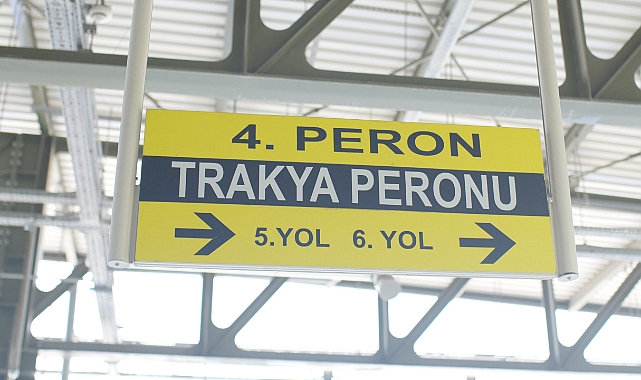 4. PERON
TRAKYA PERONU
5.YOL 6. YOL